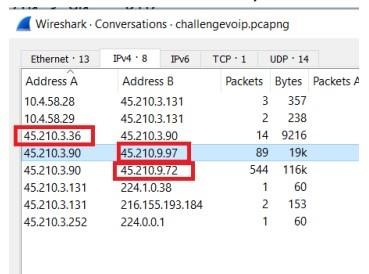 Wireshark · Conversations · challengevoip.pcapng
Ethernet · 13 IPv4 · 8 IPv6 TCP · 1 UDP · 14
Address A Address B Packets Bytes Packets A
10.4.58.28 45.210.3.131 3 357
10.4.58.29 45.210.3.131 2 238
45.210.3.36 45.210.3.90 14 9216
45.210.3.90 45.210.9.97 89 19k
45.210.3.90 45.210.9.72 544 116k
45.210.3.131 224.1.0.38 1 60
45.210.3.131 216.155.193.184 2 153
45.210.3.252 224.0.0.1 1 60